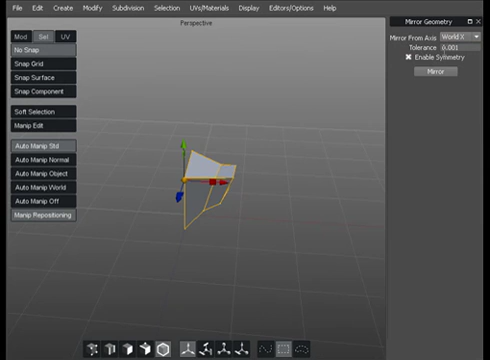 File Edit Create Modify Subdivision Selection UVs/Materials Display Editors/Options Help
Perspective
Mod Sel UV
No Snap
Snap Grid
Snap Surface
Snap Component
Soft Selection
Manip Edit
Auto Manip Std
Auto Manip Normal
Auto Manip Object
Auto Manip World
Auto Manip Off
Manip Repositioning
Mirror Geometry
Mirror From Axis World X
Tolerance 0.001
Enable Symmetry
Mirror